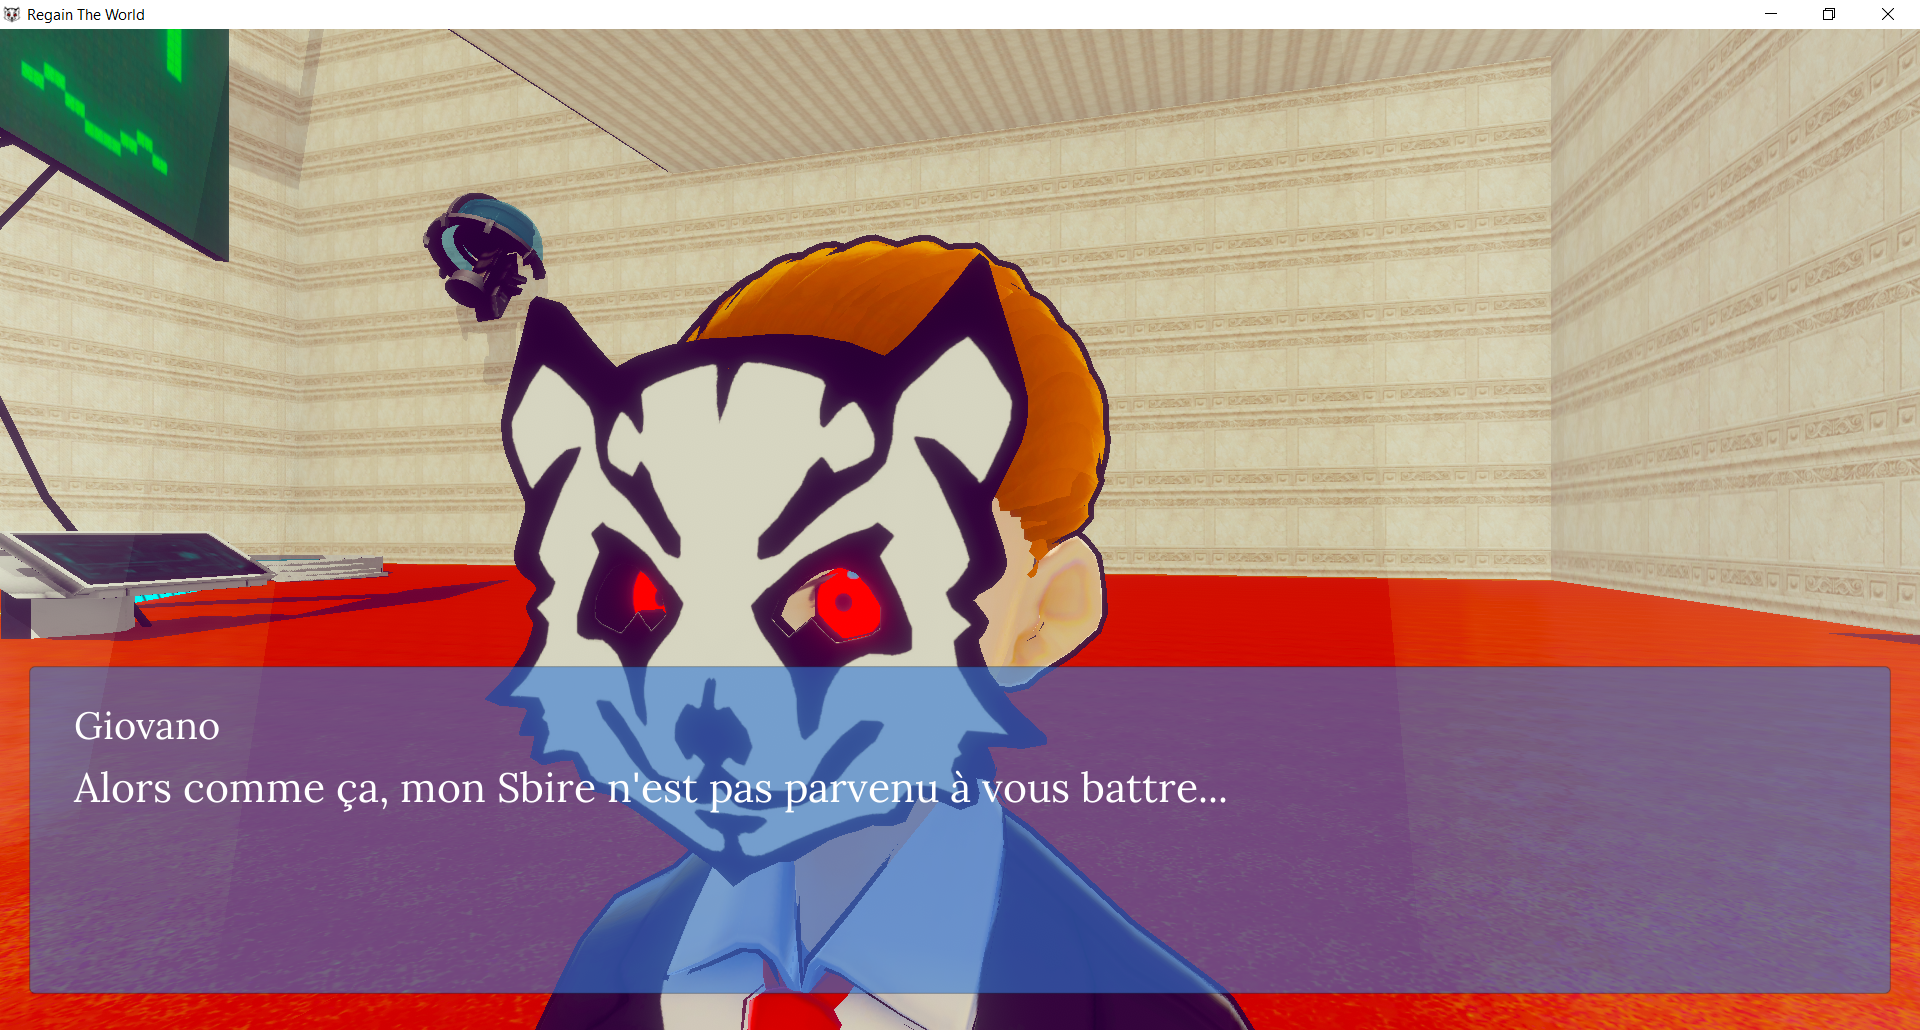 Regain The World
Giovano
Alors comme ça, mon Sbire n'est pas parvenu à vous battre...